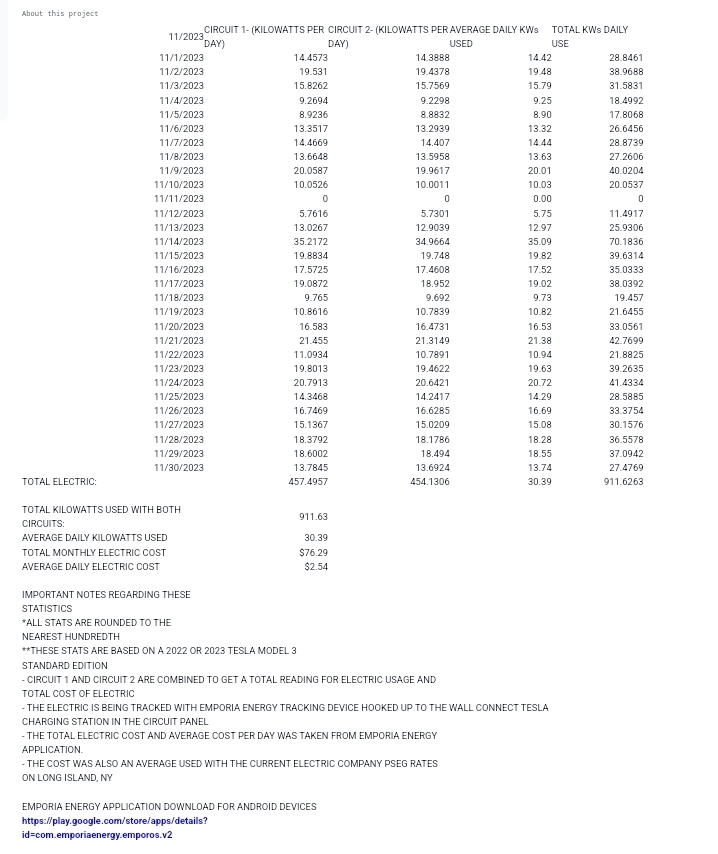 About this project
11/2023 CIRCUIT 1- (KILOWATTS PER DAY) CIRCUIT 2- (KILOWATTS PER DAY) AVERAGE DAILY KWs USED TOTAL KWs DAILY USE
11/1/2023 14.4573 14.3888 14.42 28.8461
11/2/2023 19.531 19.4378 19.48 38.9688
11/3/2023 15.8262 15.7569 15.79 31.5831
11/4/2023 9.2694 9.2298 9.25 18.4992
11/5/2023 8.9236 8.8832 8.90 17.8068
11/6/2023 13.3517 13.2939 13.32 26.6456
11/7/2023 14.4669 14.407 14.44 28.8739
11/8/2023 13.6648 13.5958 13.63 27.2606
11/9/2023 20.0587 19.9617 20.01 40.0204
11/10/2023 10.0526 10.0011 10.03 20.0537
11/11/2023 0 0 0.00 0
11/12/2023 5.7616 5.7301 5.75 11.4917
11/13/2023 13.0267 12.9039 12.97 25.9306
11/14/2023 35.2172 34.9664 35.09 70.1836
11/15/2023 19.8834 19.748 19.82 39.6314
11/16/2023 17.5725 17.4608 17.52 35.0333
11/17/2023 19.0872 18.952 19.02 38.0392
11/18/2023 9.765 9.692 9.73 19.457
11/19/2023 10.8616 10.7839 10.82 21.6455
11/20/2023 16.583 16.4731 16.53 33.0561
11/21/2023 21.455 21.3149 21.38 42.7699
11/22/2023 11.0934 10.7891 10.94 21.8825
11/23/2023 19.8013 19.4622 19.63 39.2635
11/24/2023 20.7913 20.6421 20.72 41.4334
11/25/2023 14.3468 14.2417 14.29 28.5885
11/26/2023 16.7469 16.6285 16.69 33.3754
11/27/2023 15.1367 15.0209 15.08 30.1576
11/28/2023 18.3792 18.1786 18.28 36.5578
11/29/2023 18.6002 18.494 18.55 37.0942
11/30/2023 13.7845 13.6924 13.74 27.4769
TOTAL ELECTRIC: 457.4957 454.1306 30.39 911.6263
TOTAL KILOWATTS USED WITH BOTH
CIRCUITS: 911.63
AVERAGE DAILY KILOWATTS USED 30.39
TOTAL MONTHLY ELECTRIC COST $76.29
AVERAGE DAILY ELECTRIC COST $2.54
IMPORTANT NOTES REGARDING THESE
STATISTICS
*ALL STATS ARE ROUNDED TO THE
NEAREST HUNDREDTH
**THESE STATS ARE BASED ON A 2022 OR 2023 TESLA MODEL 3
STANDARD EDITION
- CIRCUIT 1 AND CIRCUIT 2 ARE COMBINED TO GET A TOTAL READING FOR ELECTRIC USAGE AND
TOTAL COST OF ELECTRIC
- THE ELECTRIC IS BEING TRACKED WITH EMPORIA ENERGY TRACKING DEVICE HOOKED UP TO THE WALL CONNECT TESLA
CHARGING STATION IN THE CIRCUIT PANEL
- THE TOTAL ELECTRIC COST AND AVERAGE COST PER DAY WAS TAKEN FROM EMPORIA ENERGY
APPLICATION.
- THE COST WAS ALSO AN AVERAGE USED WITH THE CURRENT ELECTRIC COMPANY PSEG RATES
ON LONG ISLAND, NY
EMPORIA ENERGY APPLICATION DOWNLOAD FOR ANDROID DEVICES
https://play.google.com/store/apps/details?
id=com.emporiaenergy.emporos.v2